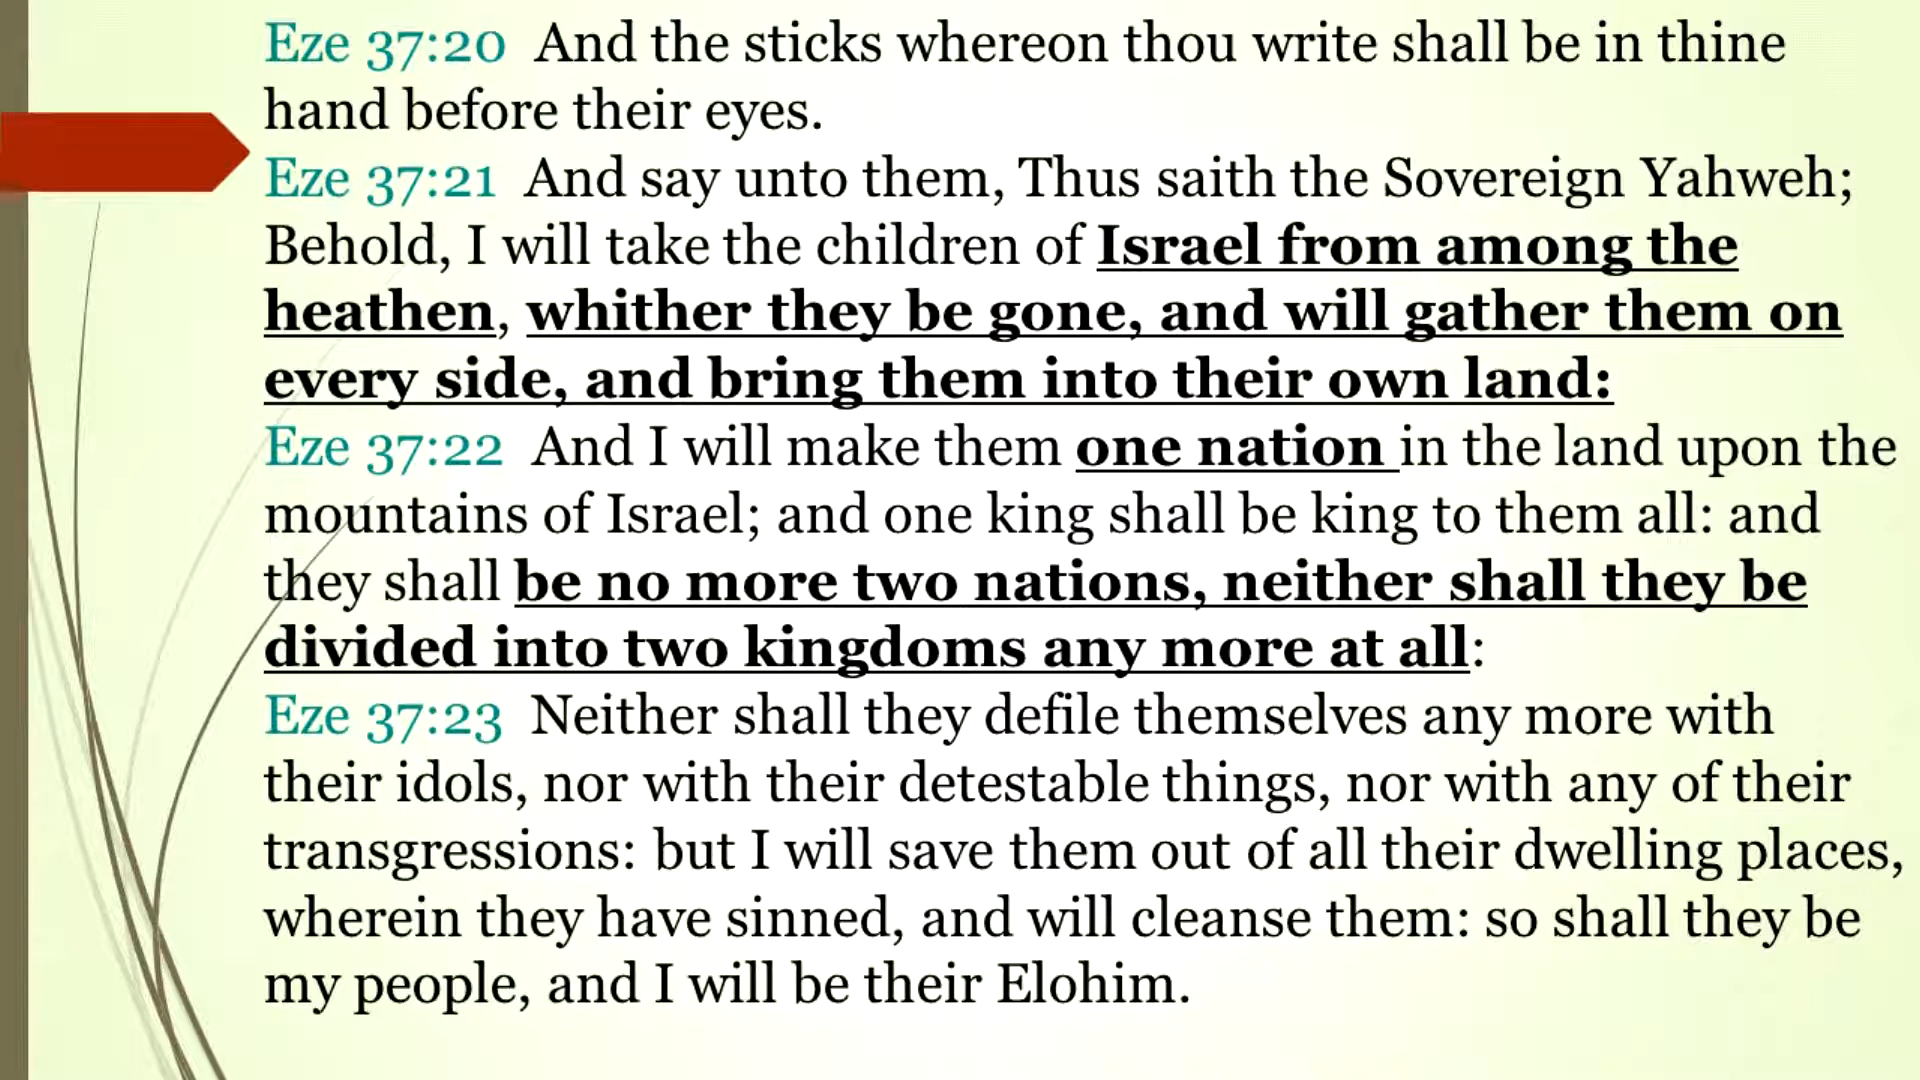 Eze 37:20 And the sticks whereon thou write shall be in thine
hand before their eyes.
Eze 37:21 And say unto them, Thus saith the Sovereign Yahweh;
Behold, I will take the children of Israel from among the
heathen, whither they be gone, and will gather them on
every side, and bring them into their own land:
Eze 37:22 And I will make them one nation in the land upon the
mountains of Israel; and one king shall be king to them all: and
they shall be no more two nations, neither shall they be
divided into two kingdoms any more at all:
Eze 37:23 Neither shall they defile themselves any more with
their idols, nor with their detestable things, nor with any of their
transgressions: but I will save them out of all their dwelling places,
wherein they have sinned, and will cleanse them: so shall they be
my people, and I will be their Elohim.